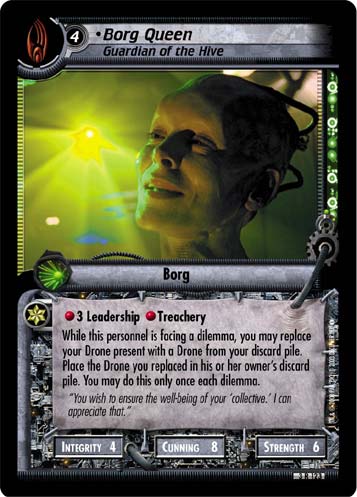 4
•Borg Queen
Guardian of the Hive
Borg
3 Leadership Treachery
While this personnel is facing a dilemma, you may replace
your Drone present with a Drone from your discard pile.
Place the Drone you replaced in his or her owner's discard
pile. You may do this only once each dilemma.
"You wish to ensure the well-being of your 'collective.' I can
appreciate that."
INTEGRITY 4 CUNNING 8 STRENGTH 6
3 R 123